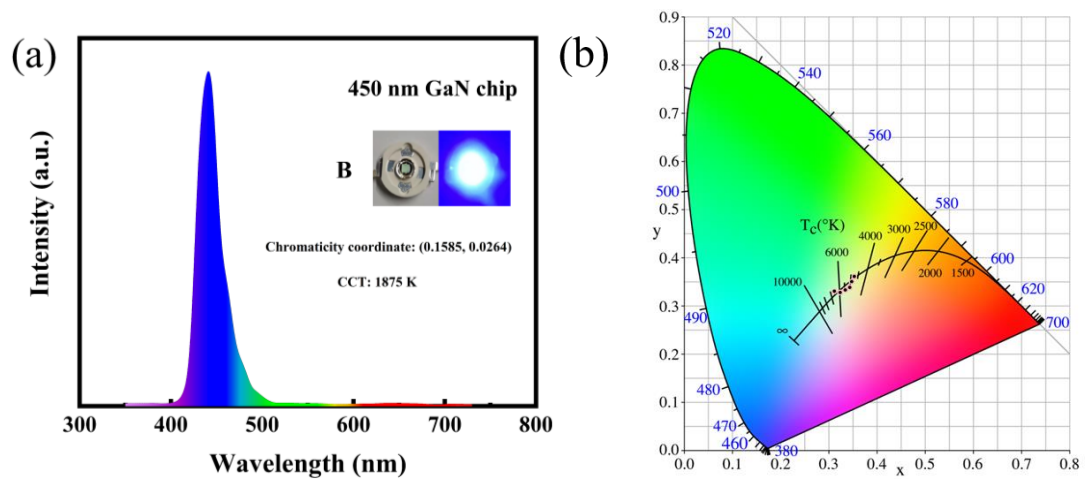 (a)
Intensity (a.u.)
450 nm GaN chip
B
Chromaticity coordinate: (0.1585, 0.0264)
CCT: 1875 K
300 400 500 600 700 800
Wavelength (nm)
(b)
0.9
0.8
0.7
0.6
0.5
y
0.4
0.3
0.2
0.1
0.0
0.0 0.1 0.2 0.3 0.4 0.5 0.6 0.7 0.8
x
520
540
560
580
600
620
700
500
490
480
470
460
380
Tc(°K)
∞
10000
6000
4000
3000
2500
2000
1500